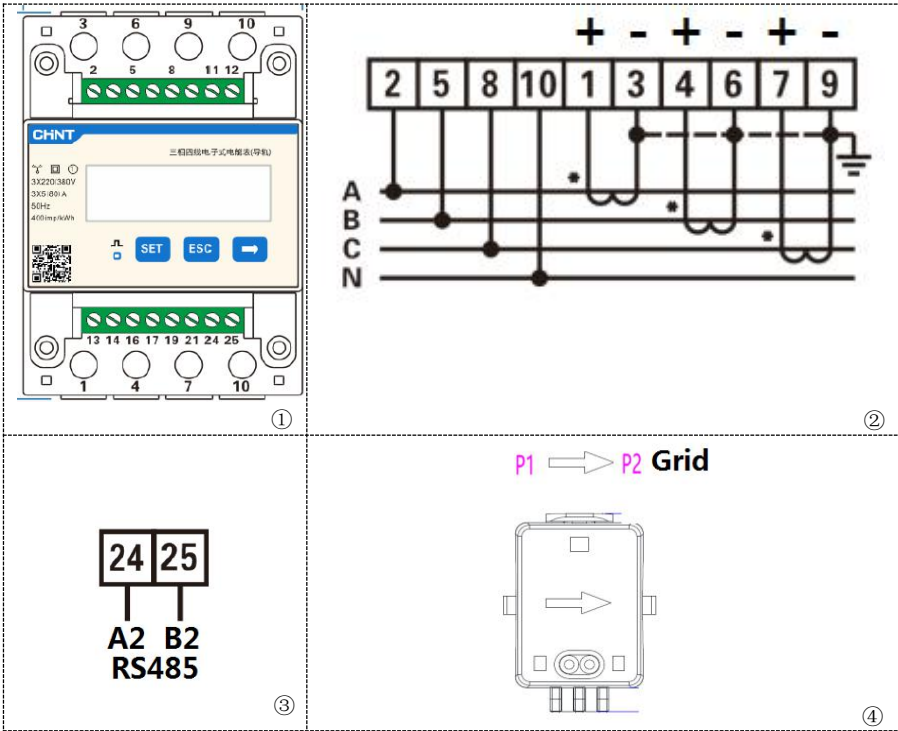 3 6 9 10
2 5 8 11 12
CHNT
三相四线电子式电能表(导轨)
3X220/380V
3X5(80)A
50Hz
400imp/kWh
SET ESC
13 14 16 17 19 21 24 25
1 4 7 10
①
+ - + - + -
2 5 8 10 1 3 4 6 7 9
*
A
*
B
*
C
N
②
24 25
A2 B2
RS485
③
P1 P2 Grid
④